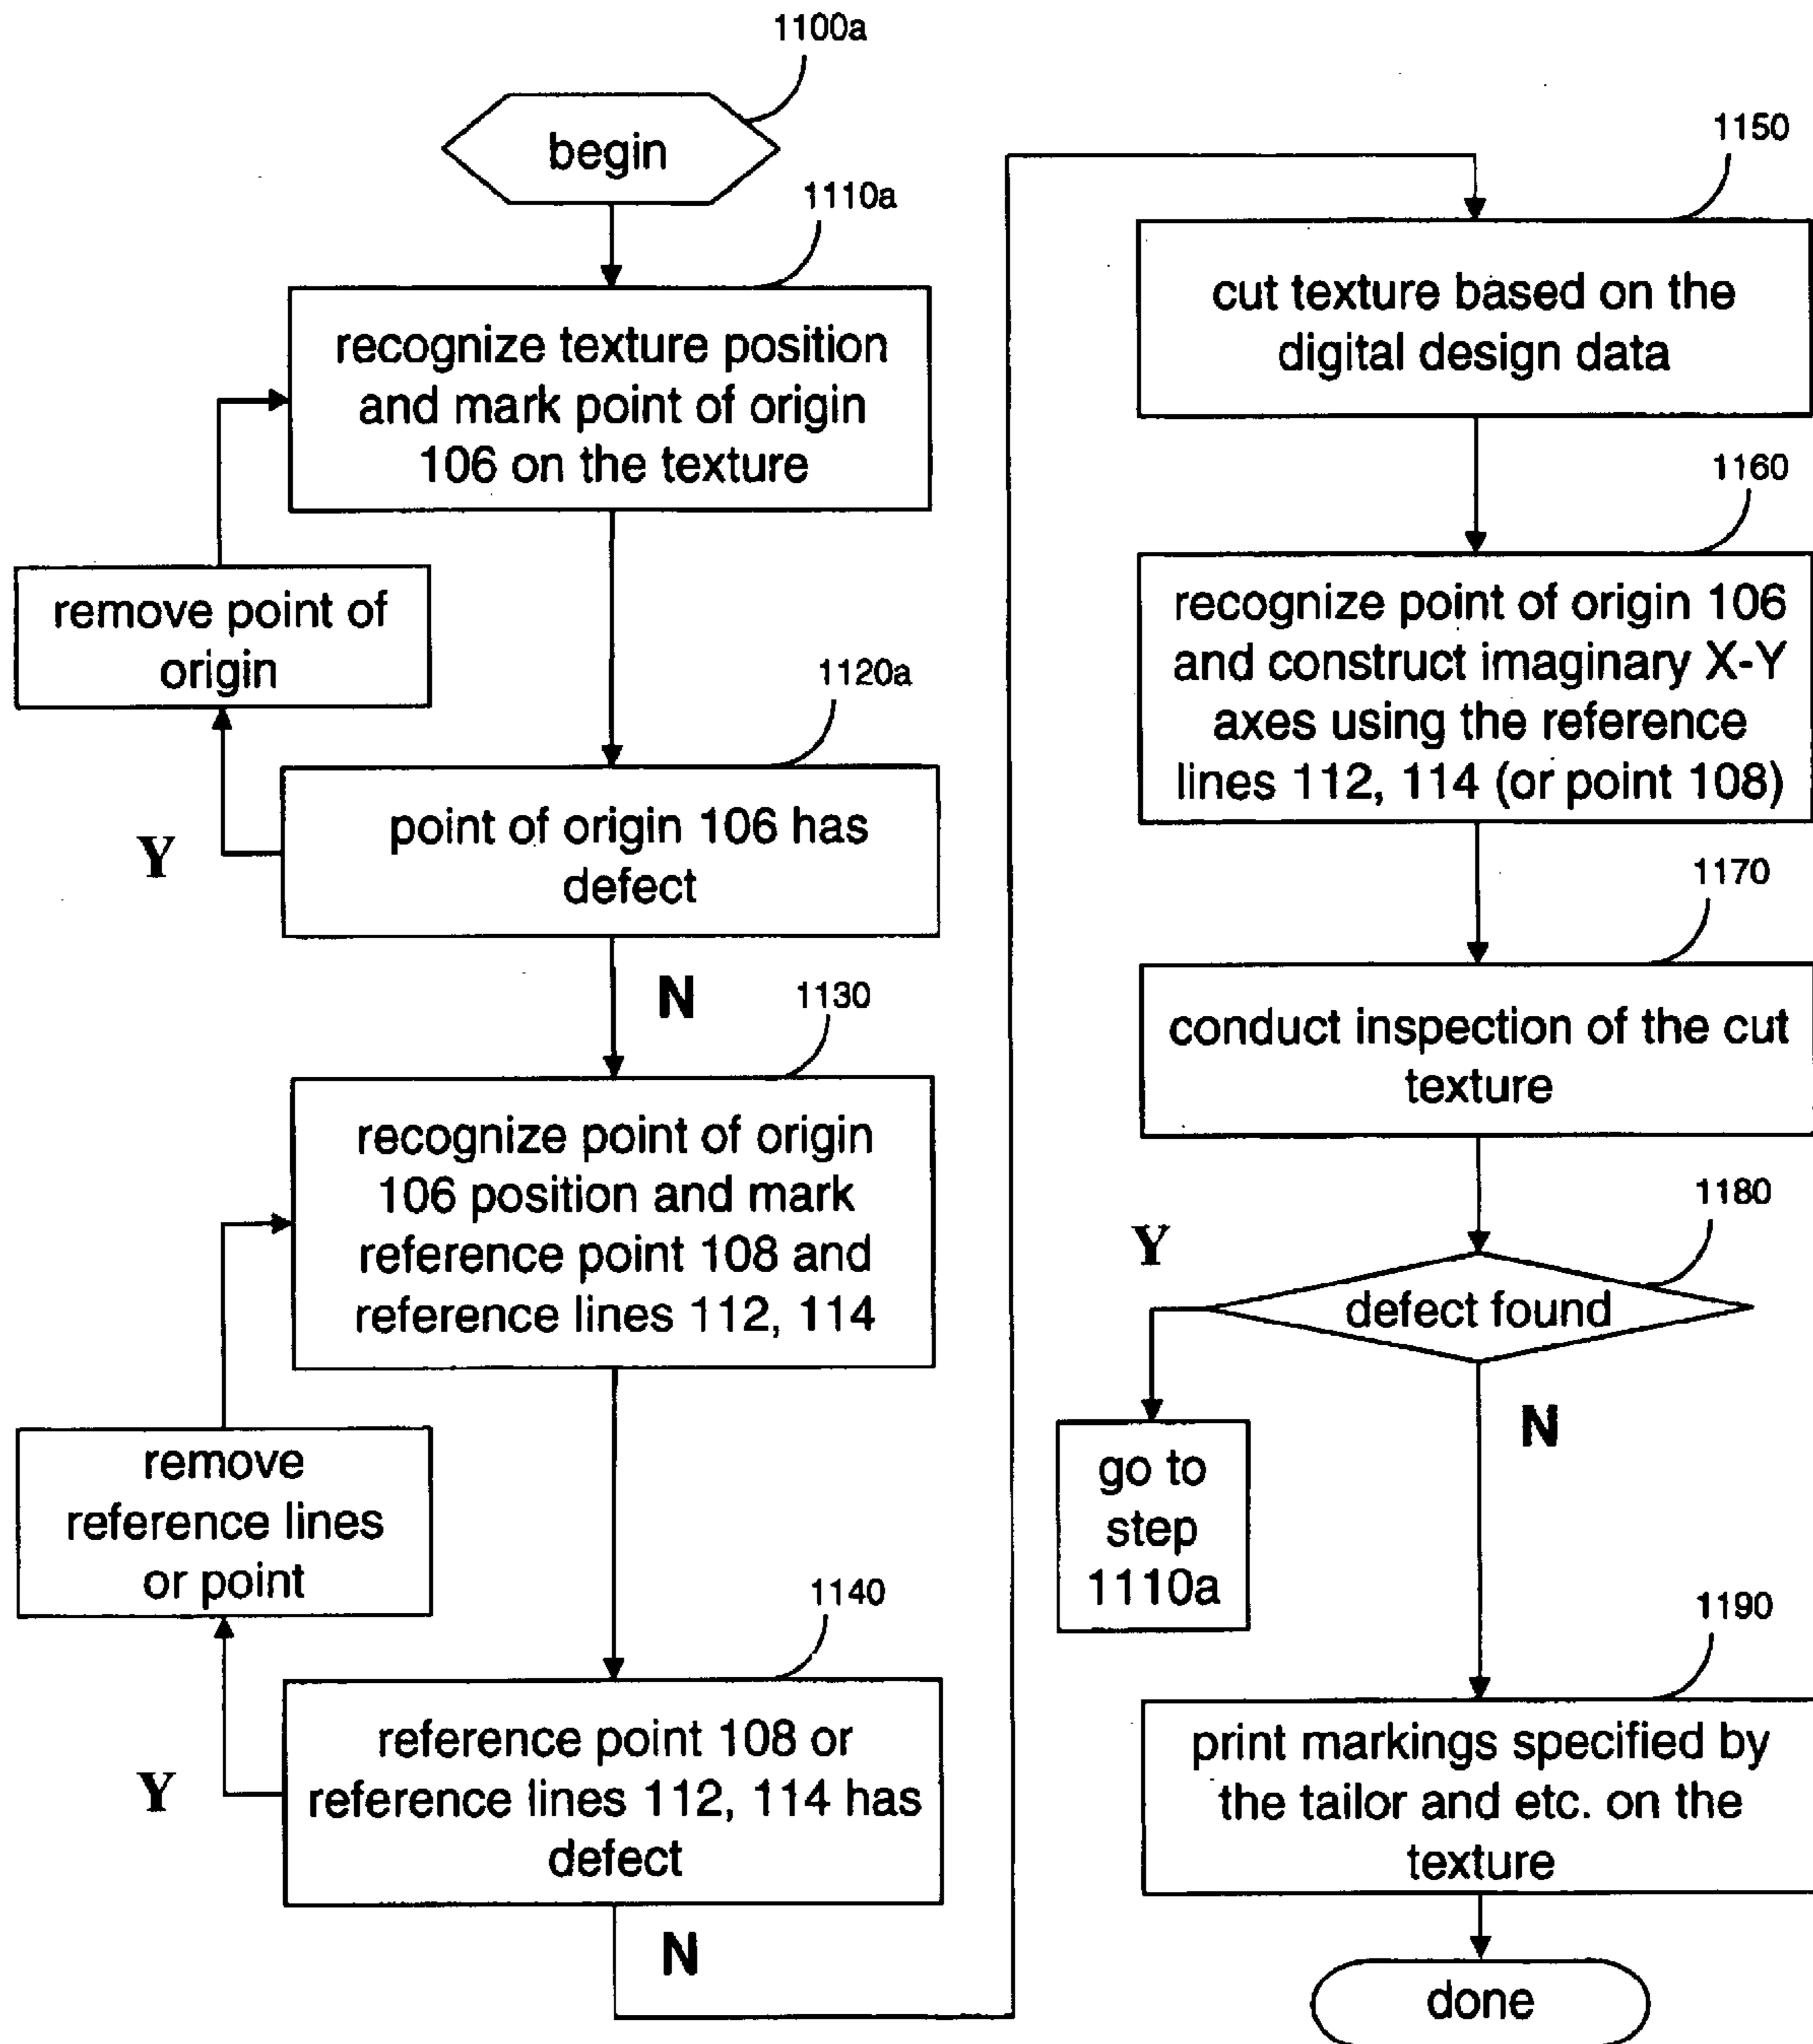 1100a
begin
1110a
recognize texture position
and mark point of origin
106 on the texture
remove point of
origin
1120a
point of origin 106 has
defect
Y
N
1130
recognize point of origin
106 position and mark
reference point 108 and
reference lines 112, 114
remove
reference lines
or point
1140
reference point 108 or
reference lines 112, 114 has
defect
Y
N
1150
cut texture based on the
digital design data
1160
recognize point of origin 106
and construct imaginary X-Y
axes using the reference
lines 112, 114 (or point 108)
1170
conduct inspection of the cut
texture
1180
Y
defect found
N
go to
step
1110a
1190
print markings specified by
the tailor and etc. on the
texture
done